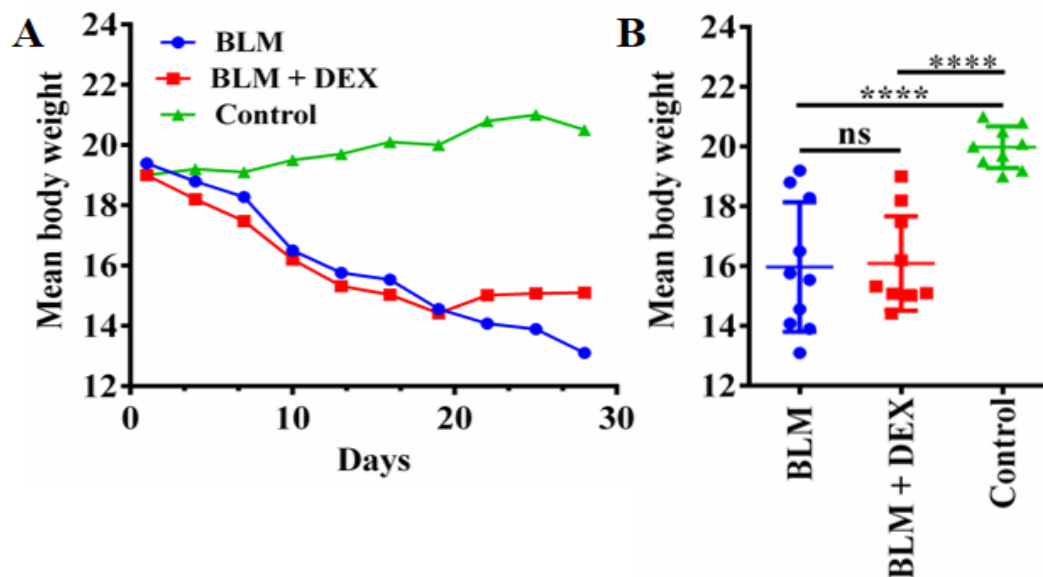 A
BLM
BLM + DEX
Control
Mean body weight
24
22
20
18
16
14
12
0
10
20
30
Days
B
Mean body weight
24
22
20
18
16
14
12
****
****
ns
BLM
BLM + DEX
Control